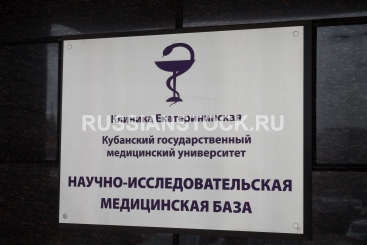 Клиника Екатерининская
RUSSIANSTOCK.RU
Кубанский государственный
медицинский университет
НАУЧНО-ИССЛЕДОВАТЕЛЬСКАЯ
МЕДИЦИНСКАЯ БАЗА